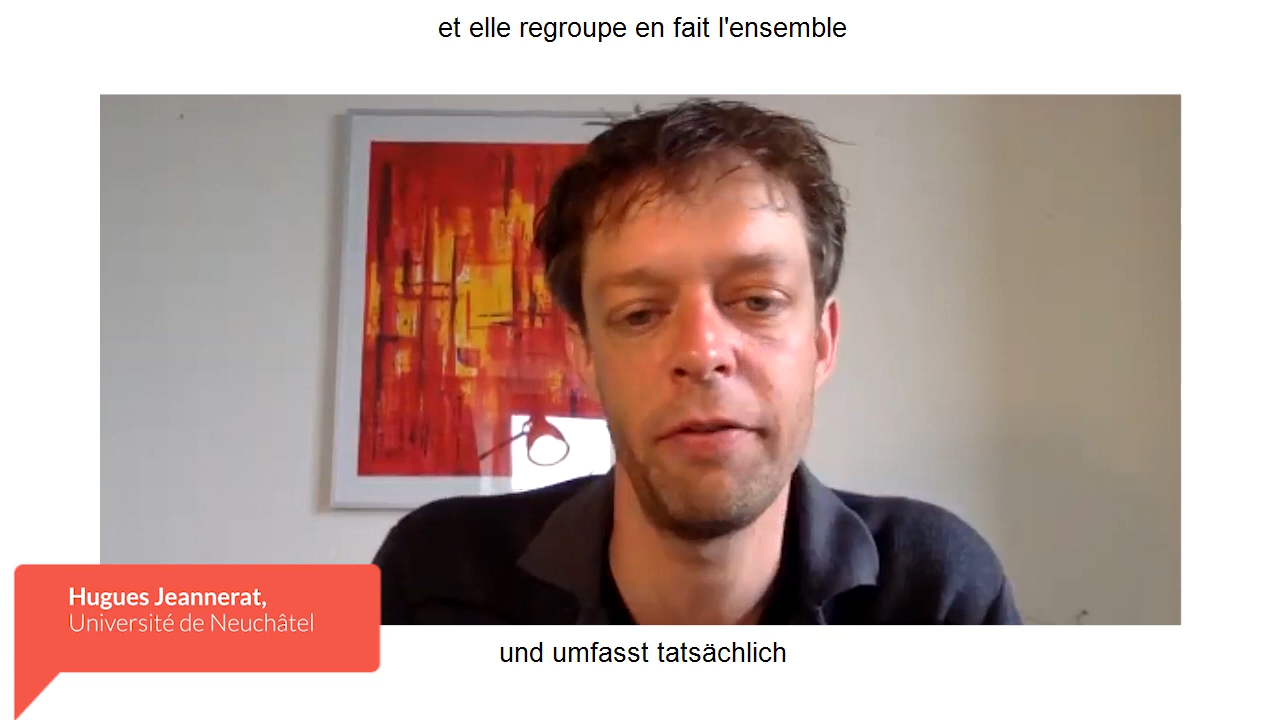 et elle regroupe en fait l'ensemble
Hugues Jeannerat,
Université de Neuchâtel
und umfasst tatsächlich